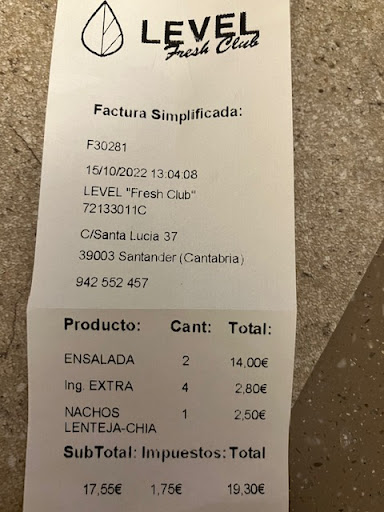 LEVEL
Fresh Club
Factura Simplificada:
F30281
15/10/2022 13:04:08
LEVEL "Fresh Club"
72133011C
C/Santa Lucia 37
39003 Santander (Cantabria)
942 552 457
Producto: Cant: Total:
ENSALADA 2 14,00€
Ing. EXTRA 4 2,80€
NACHOS 1 2,50€
LENTEJA-CHIA
SubTotal: Impuestos: Total
17,55€ 1,75€ 19,30€